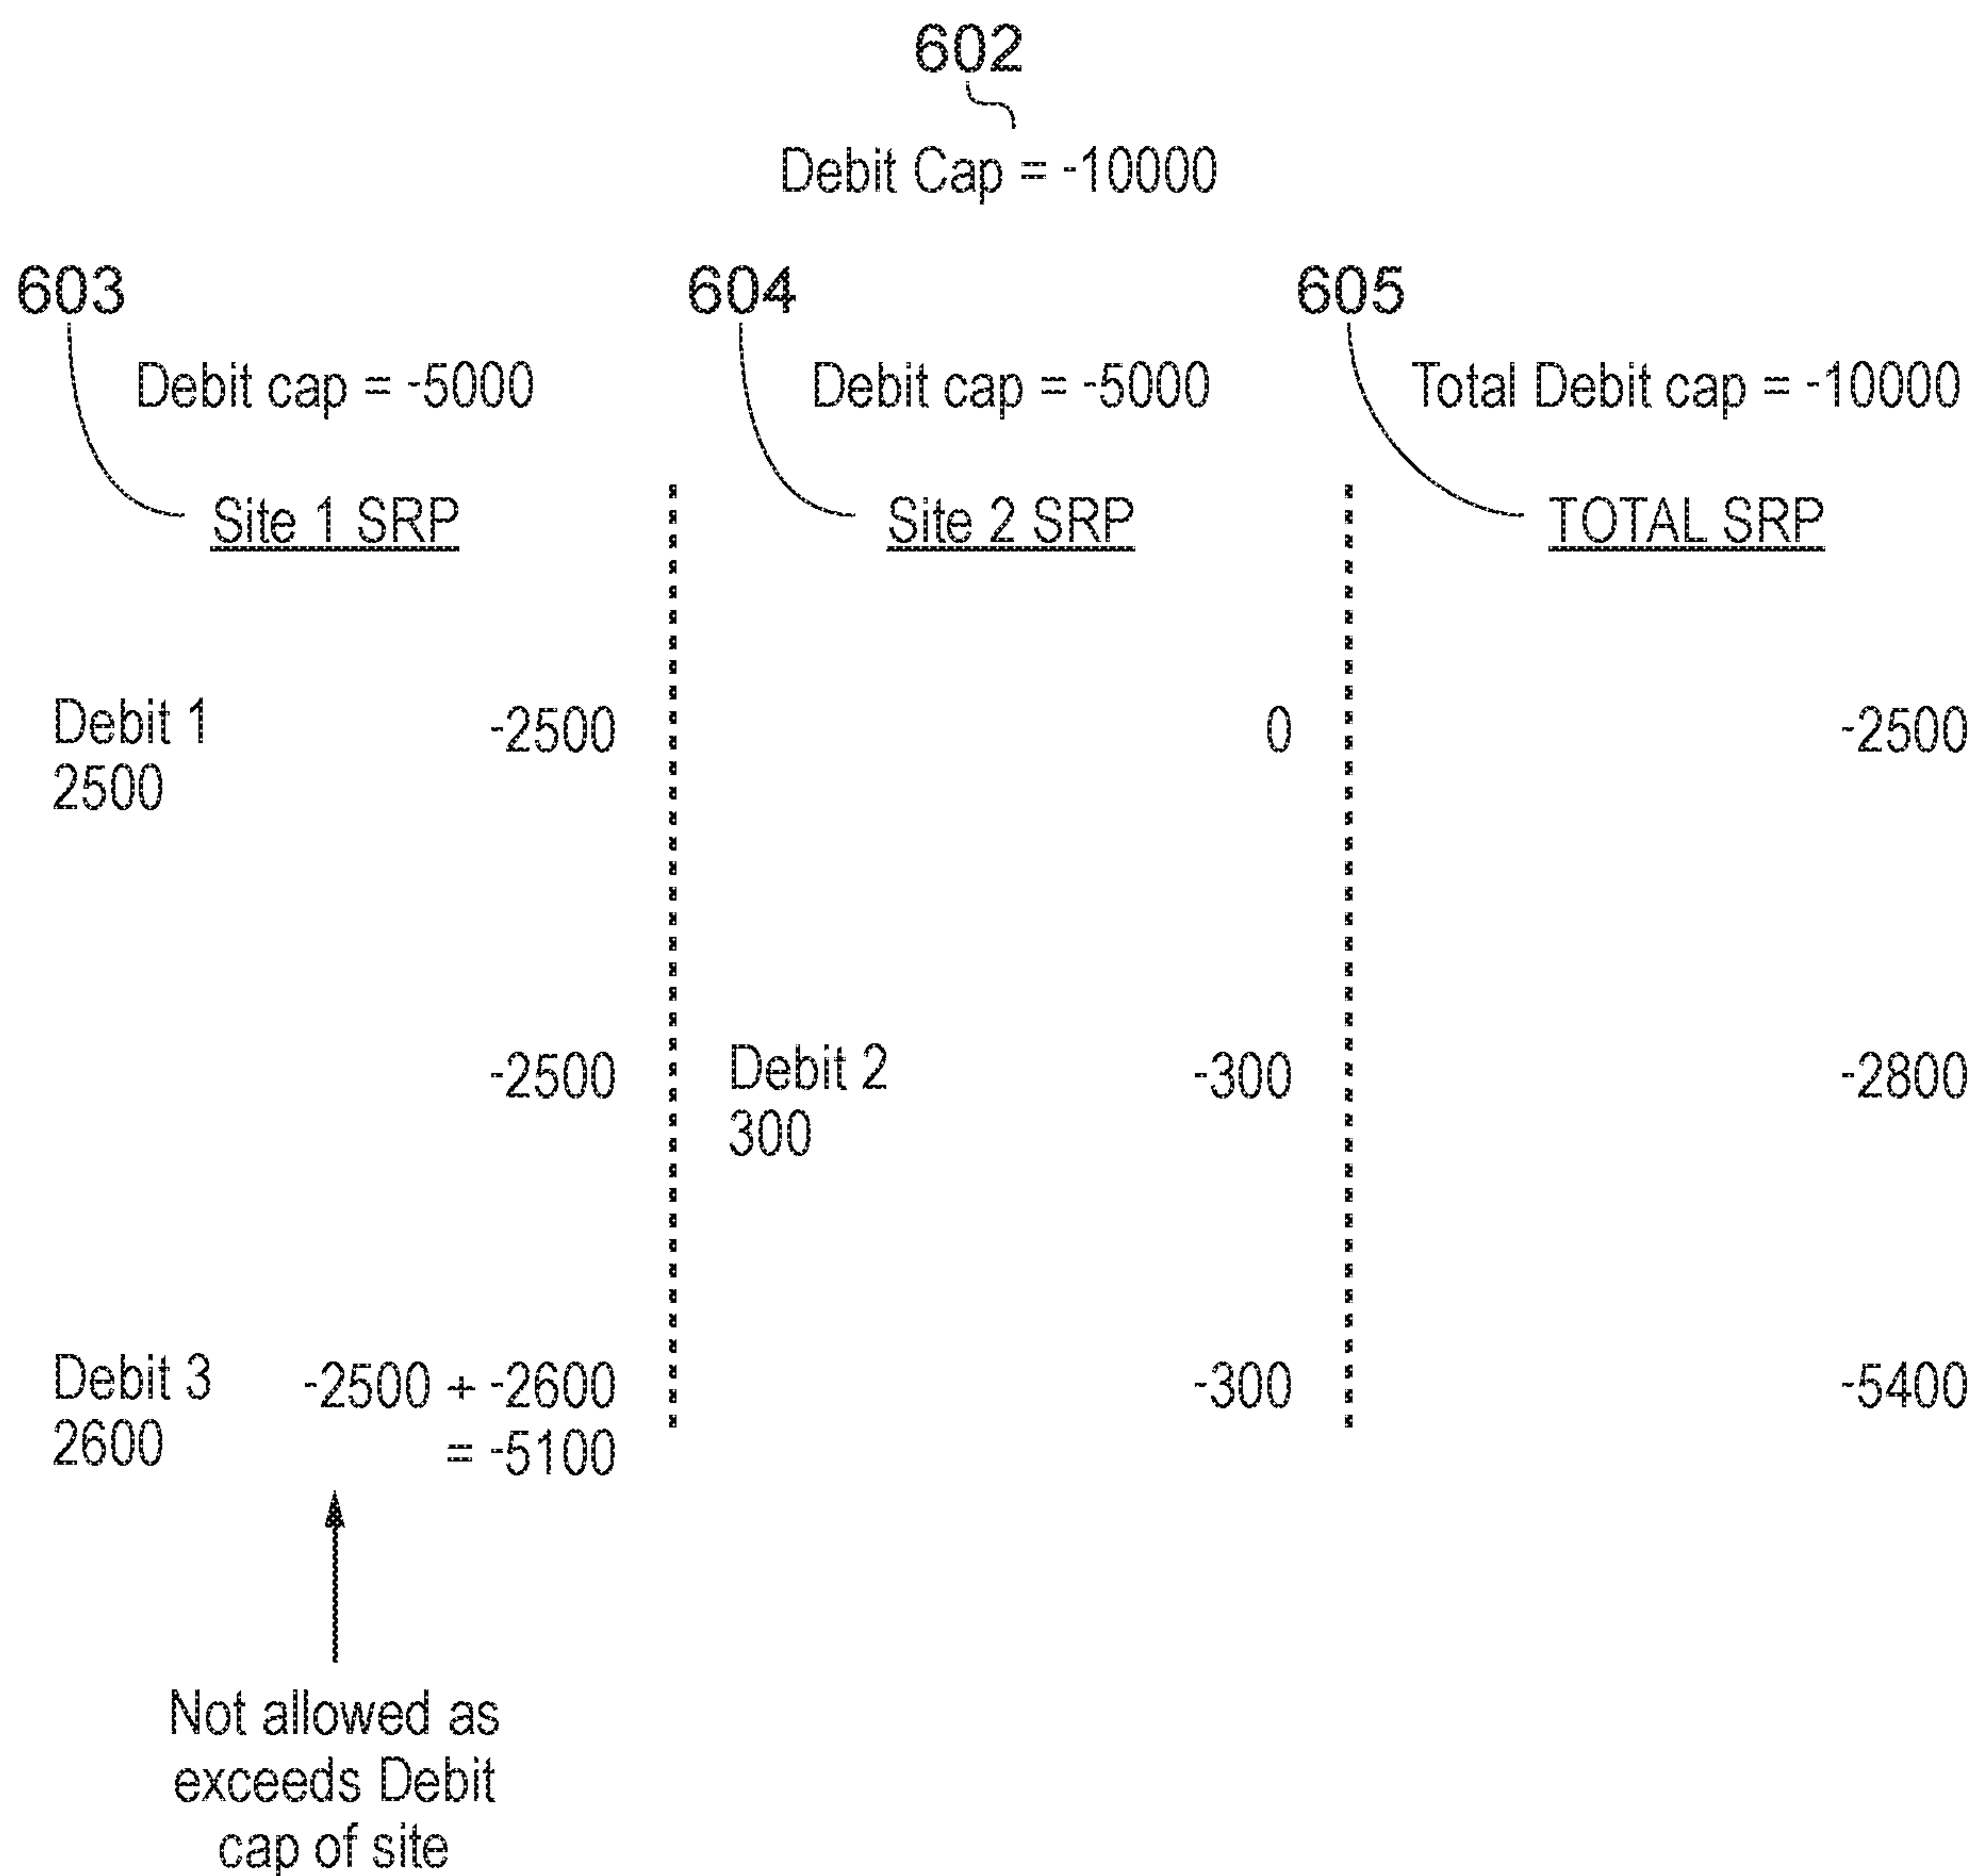 602
Debit Cap = -10000
603
604
605
Debit cap = -5000
Debit cap = -5000
Total Debit cap = -10000
Site 1 SRP
Site 2 SRP
TOTAL SRP
Debit 1
2500
-2500
0
-2500
-2500
Debit 2
300
-300
-2800
Debit 3
2600
-2500 + -2600
= -5100
-300
-5400
Not allowed as
exceeds Debit
cap of site